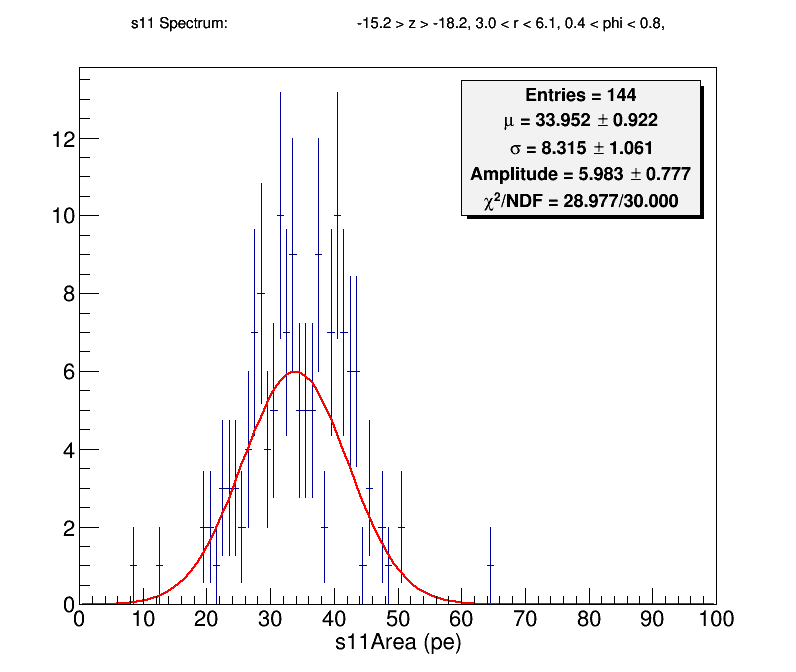 s11 Spectrum: -15.2 > z > -18.2, 3.0 < r < 6.1, 0.4 < phi < 0.8,
Entries = 144
μ = 33.952 ± 0.922
σ = 8.315 ± 1.061
Amplitude = 5.983 ± 0.777
χ²/NDF = 28.977/30.000
12
10
8
6
4
2
0
0 10 20 30 40 50 60 70 80 90 100
s11Area (pe)